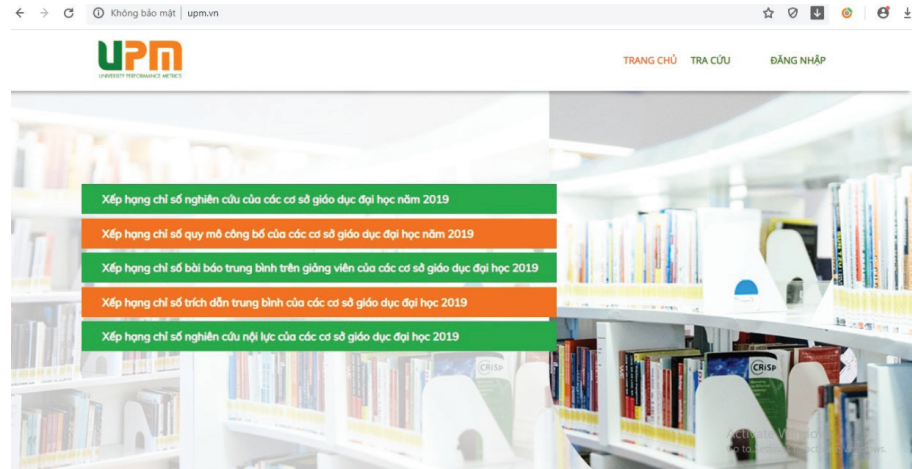 Không bảo mật | upm.vn
UPM
UNIVERSITY PERFORMANCE METRICS
TRANG CHỦ TRA CỨU ĐĂNG NHẬP
Xếp hạng chỉ số nghiên cứu của các cơ sở giáo dục đại học năm 2019
Xếp hạng chỉ số quy mô công bố của các cơ sở giáo dục đại học năm 2019
Xếp hạng chỉ số bài báo trung bình trên giảng viên của các cơ sở giáo dục đại học 2019
Xếp hạng chỉ số trích dẫn trung bình của các cơ sở giáo dục đại học 2019
Xếp hạng chỉ số nghiên cứu nội lực của các cơ sở giáo dục đại học 2019
CRiSP
CRiSP
Activate